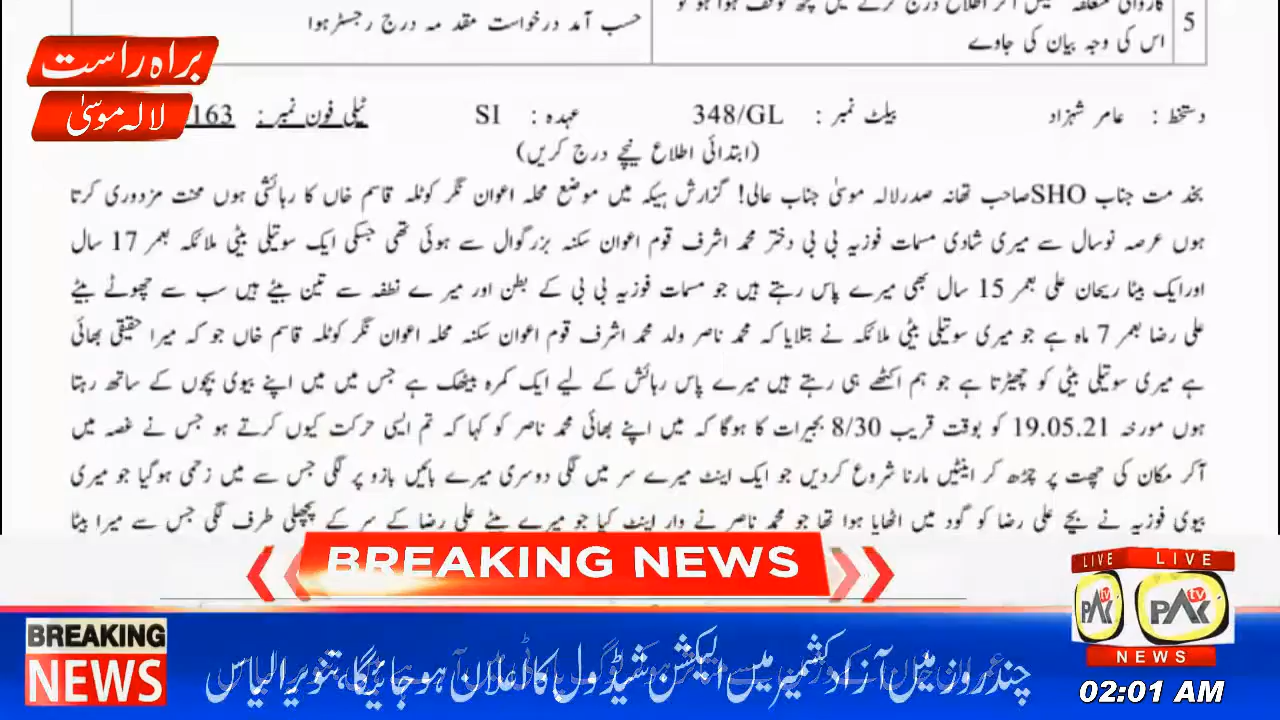 کاروائی متعلقہ تفتیش اگر اطلاع درج کرنے میں کچھ توقف ہوا ہو تو
5
اس کی وجہ بیان کی جاوے
حسب آمد درخواست مقدمہ درج رجسٹر ہوا
براہ راست
لالہ موسیٰ
دستخط : عامر شہزاد بیلٹ نمبر : 348/GL عہدہ : SI ٹیلی فون نمبر : 163
(ابتدائی اطلاع نیچے درج کریں)
بخدمت جناب SHO صاحب تھانہ صدر لالہ موسیٰ جناب عالی! گزارش ہیکہ میں موضع محلہ اعوان نگر کوٹلہ قاسم خاں کا رہائشی ہوں محنت مزدوری کرتا
ہوں عرصہ نو سال سے میری شادی مسمات فوزیہ بی بی دختر محمد اشرف قوم اعوان سکنہ بزرگوال سے ہوئی تھی جسکی ایک سوتیلی بیٹی ملائکہ بعمر 17 سال
اور ایک بیٹا ریحان علی بعمر 15 سال بھی میرے پاس رہتے ہیں جو مسمات فوزیہ بی بی کے بطن اور میرے نطفہ سے تین بیٹے ہیں سب سے چھوٹے بیٹے
علی رضا بعمر 7 ماہ ہے جو میری سوتیلی بیٹی ملائکہ نے بتلایا کہ محمد ناصر ولد محمد اشرف قوم اعوان سکنہ محلہ اعوان نگر کوٹلہ قاسم خاں جو کہ میرا حقیقی بھائی
ہے میری سوتیلی بیٹی کو چھیڑتا ہے جو ہم اکٹھے ہی رہتے ہیں میرے پاس رہائش کے لیے ایک کمرہ بیٹھک ہے جس میں میں اپنے بیوی بچوں کے ساتھ رہتا
ہوں مورخہ 19.05.21 کو بوقت قریب 8/30 بجیرات کا ہوگا کہ میں اپنے بھائی محمد ناصر کو کہا کہ تم ایسی حرکت کیوں کرتے ہو جس نے غصہ میں
آکر مکان کی چھت پر چڑھ کر اینٹیں مارنا شروع کردیں جو ایک اینٹ میرے سر میں لگی دوسری میرے بائیں بازو پر لگی جس سے میں زخمی ہوگیا جو میری
بیوی فوزیہ نے بچے علی رضا کو گود میں اٹھایا ہوا تھا جو محمد ناصر نے وار اینٹ کیا جو میرے بیٹے علی رضا کے سر کے پچھلی طرف لگی جس سے میرا بیٹا
BREAKING NEWS
LIVE LIVE
PAK tv PAK tv
NEWS
BREAKING
NEWS
چند روز میں آزاد کشمیر میں الیکشن شیڈول کا اعلان ہو جائیگا، تنویر الیاس
02:01 AM